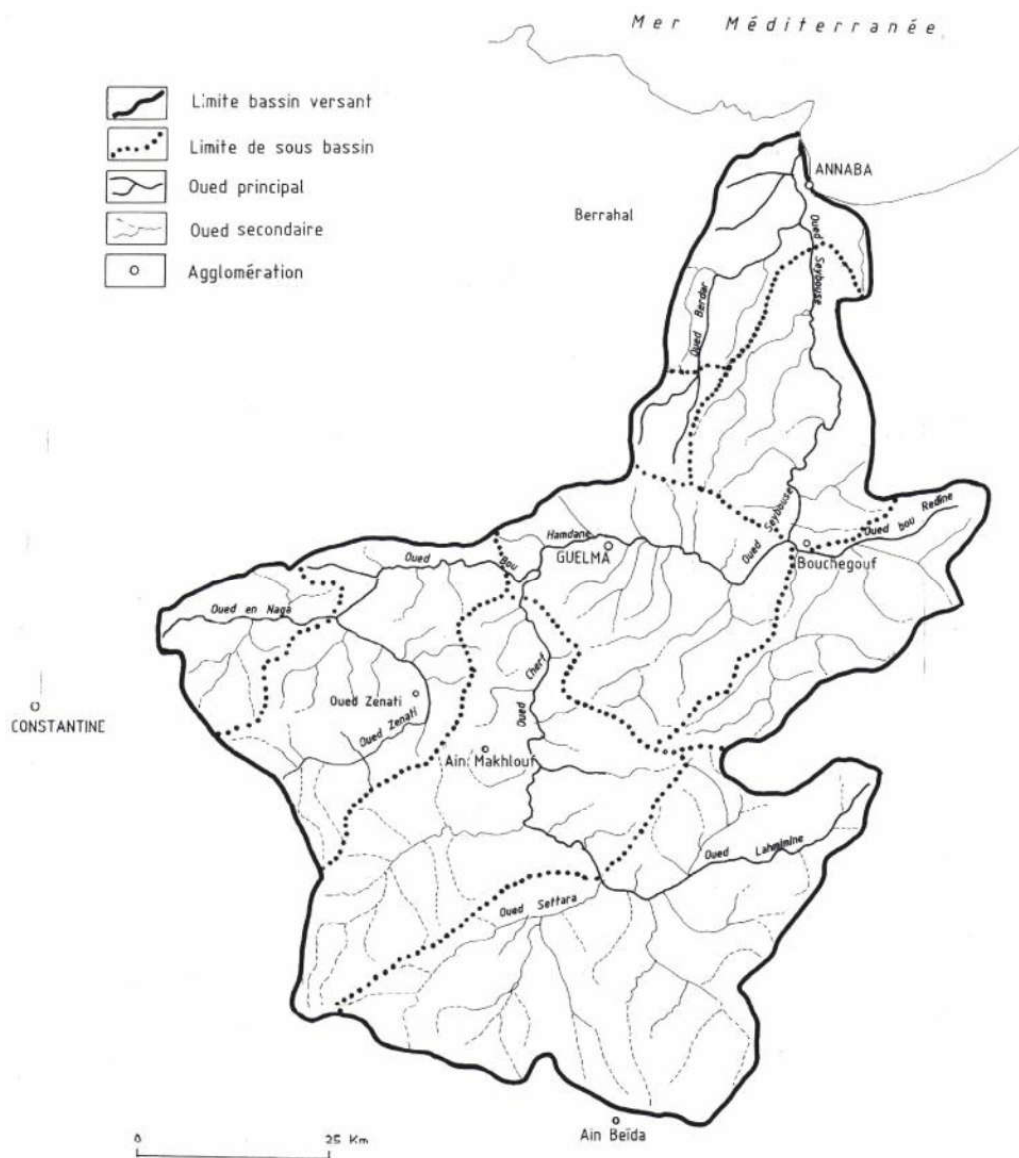 Mer Méditerranée
Limite bassin versant
Limite de sous bassin
Oued principal
Oued secondaire
Agglomération
ANNABA
Berrahal
Oued Seybouse
Oued Berdar
Oued Seybouse
Oued bou Redine
Bouchegouf
Oued Bou Hamdane
GUELMA
Oued en Naga
Oued Cherf
Oued Zenati
Oued Zenati
CONSTANTINE
Ain Makhlouf
Oued Lahmimine
Oued Settara
Ain Beïda
0 25 Km